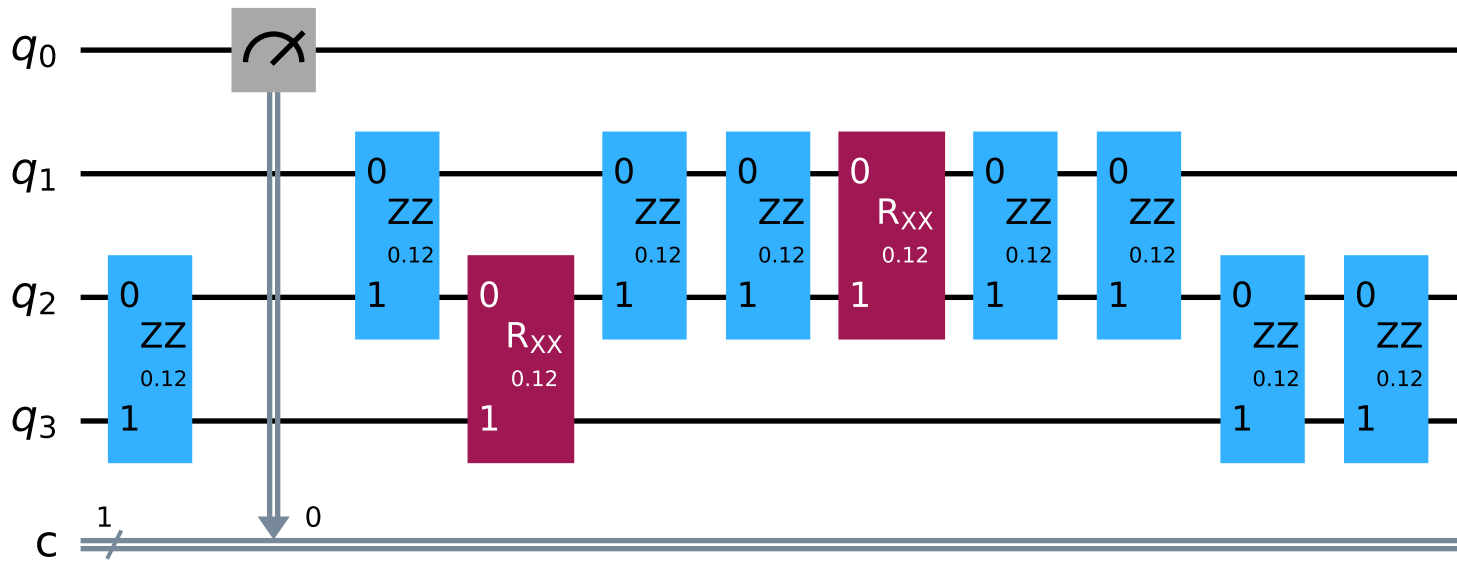 q0
q1
0 0 0 0 0 0
ZZ ZZ ZZ RXX ZZ ZZ
0.12 0.12 0.12 0.12 0.12 0.12
q2
0 1 0 1 1 1 1 1 0 0
ZZ RXX ZZ ZZ
0.12 0.12 0.12 0.12
q3
1 1 1 1
1 0
c